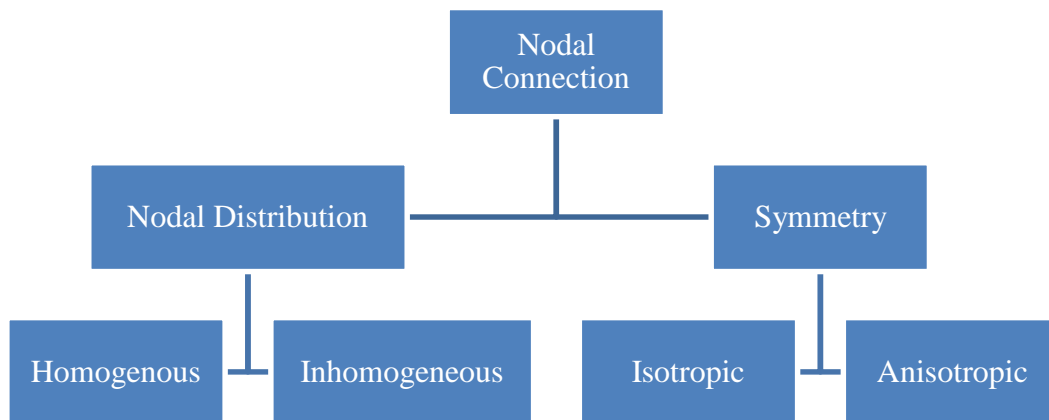 Nodal
Connection
Nodal Distribution
Symmetry
Homogenous
Inhomogeneous
Isotropic
Anisotropic